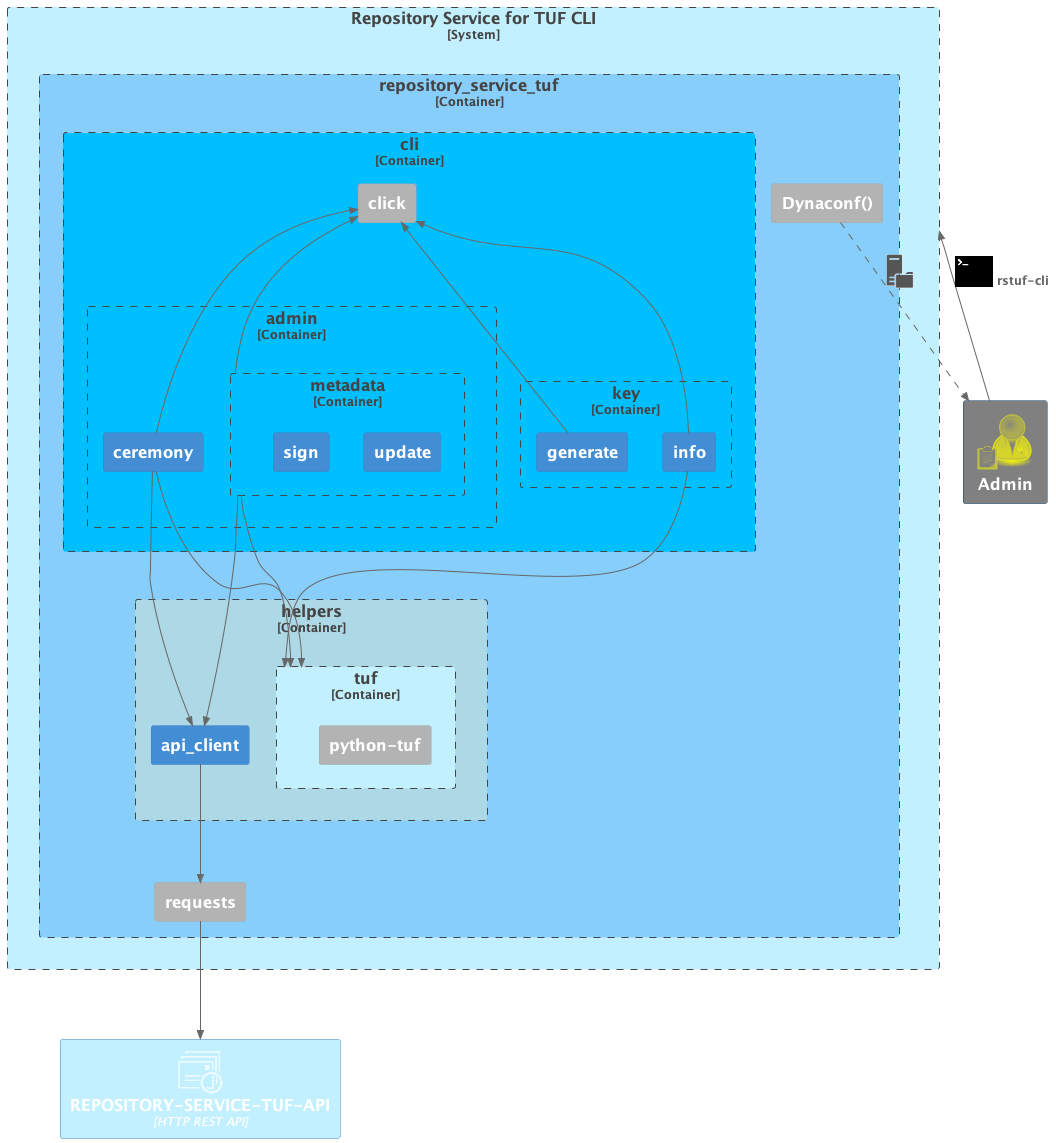 Repository Service for TUF CLI
[System]
repository_service_tuf
[Container]
cli
[Container]
click
Dynaconf()
>_
rstuf-cli
admin
[Container]
metadata
[Container]
key
[Container]
ceremony
sign
update
generate
info
Admin
helpers
[Container]
tuf
[Container]
api_client
python-tuf
requests
REPOSITORY-SERVICE-TUF-API
[HTTP REST API]